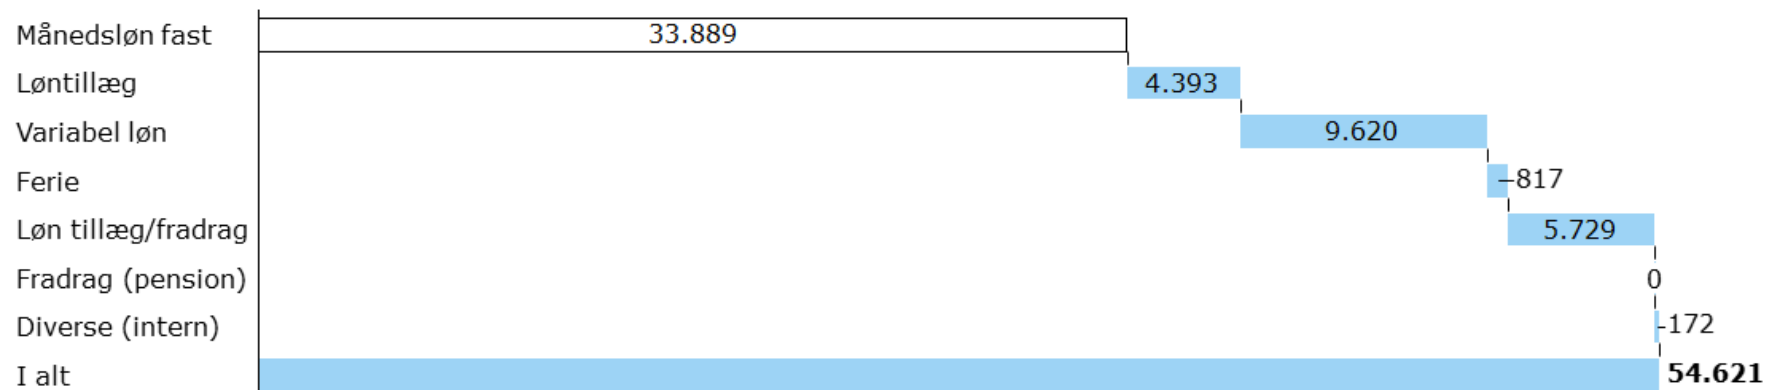 Månedsløn fast 33.889
Løntillæg 4.393
Variabel løn 9.620
Ferie 817
Løn tillæg/fradrag 5.729
Fradrag (pension) 0
Diverse (intern) 172
I alt 54.621